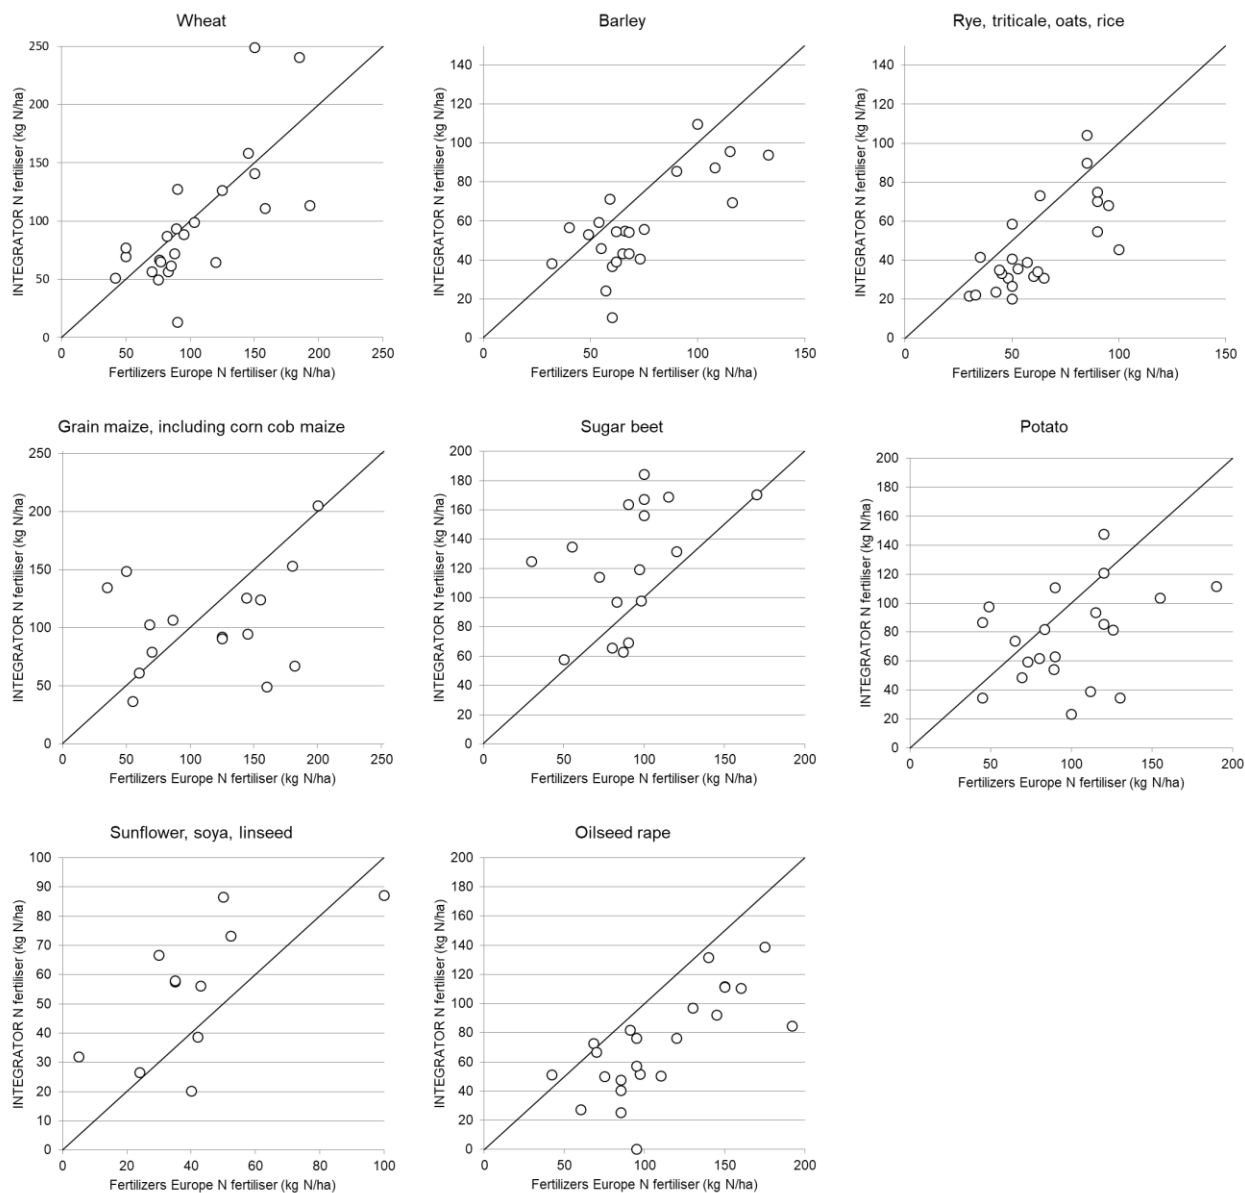 Wheat
INTEGRATOR N fertiliser (kg N/ha)
250
200
150
100
50
0
0 50 100 150 200 250
Fertilizers Europe N fertiliser (kg N/ha)
Barley
INTEGRATOR N fertiliser (kg N/ha)
140
120
100
80
60
40
20
0
0 50 100 150
Fertilizers Europe N fertiliser (kg N/ha)
Rye, triticale, oats, rice
INTEGRATOR N fertiliser (kg N/ha)
140
120
100
80
60
40
20
0
0 50 100 150
Fertilizers Europe N fertiliser (kg N/ha)
Grain maize, including corn cob maize
INTEGRATOR N fertiliser (kg N/ha)
250
200
150
100
50
0
0 50 100 150 200 250
Fertilizers Europe N fertiliser (kg N/ha)
Sugar beet
INTEGRATOR N fertiliser (kg N/ha)
200
180
160
140
120
100
80
60
40
20
0
0 50 100 150 200
Fertilizers Europe N fertiliser (kg N/ha)
Potato
INTEGRATOR N fertiliser (kg N/ha)
200
180
160
140
120
100
80
60
40
20
0
0 50 100 150 200
Fertilizers Europe N fertiliser (kg N/ha)
Sunflower, soya, linseed
INTEGRATOR N fertiliser (kg N/ha)
100
90
80
70
60
50
40
30
20
10
0
0 20 40 60 80 100
Fertilizers Europe N fertiliser (kg N/ha)
Oilseed rape
INTEGRATOR N fertiliser (kg N/ha)
200
180
160
140
120
100
80
60
40
20
0
0 50 100 150 200
Fertilizers Europe N fertiliser (kg N/ha)